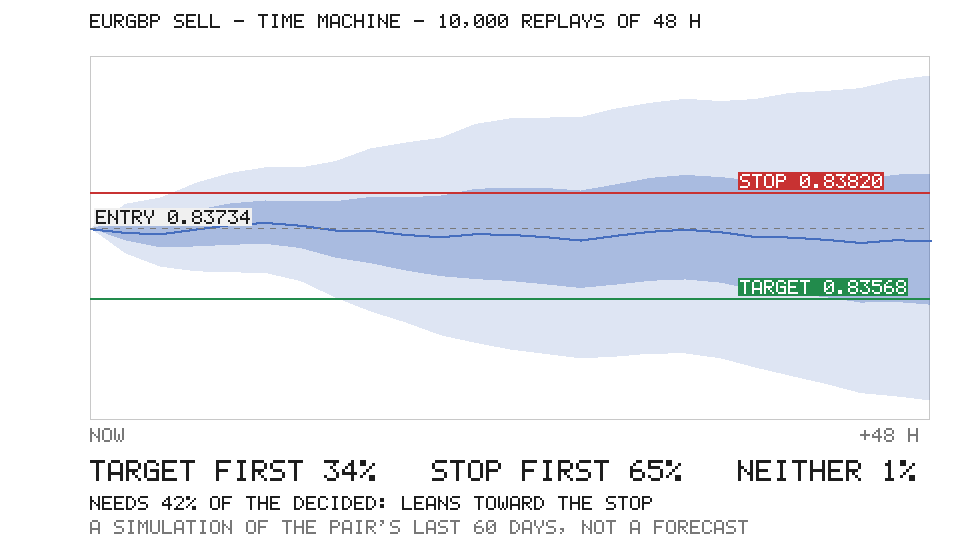 EURGBP SELL - TIME MACHINE - 10,000 REPLAYS OF 48 H
STOP 0.83820
ENTRY 0.83734
TARGET 0.83568
NOW +48 H
TARGET FIRST 34% STOP FIRST 65% NEITHER 1%
NEEDS 42% OF THE DECIDED: LEANS TOWARD THE STOP
A SIMULATION OF THE PAIR'S LAST 60 DAYS, NOT A FORECAST